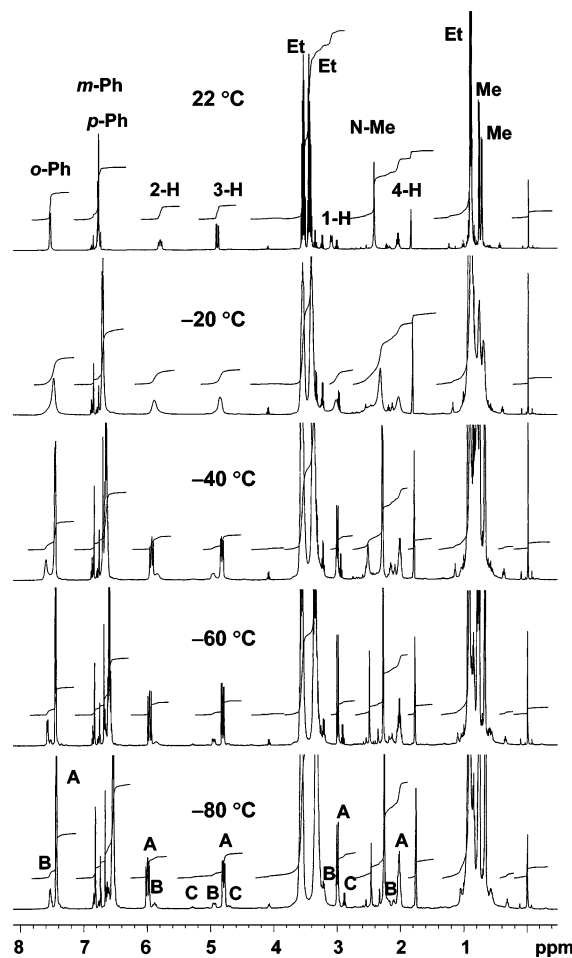 Et
Et
Et
m-Ph
22 °C
Me
p-Ph
N-Me
Me
o-Ph
2-H
3-H
4-H
1-H
–20 °C
–40 °C
–60 °C
–80 °C
A
A
A
A
A
B
B
C
B
C
B
C
B
8 7 6 5 4 3 2 1 ppm